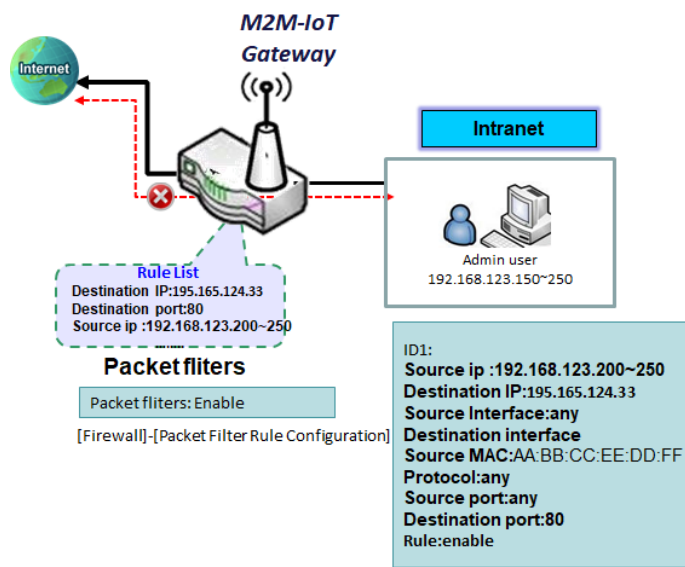 M2M-IoT
Gateway
Internet
Intranet
Admin user
192.168.123.150~250
Rule List
Destination IP:195.165.124.33
Destination port:80
Source ip :192.168.123.200~250
Packet fliters
Packet fliters: Enable
[Firewall]-[Packet Filter Rule Configuration]
ID1:
Source ip :192.168.123.200~250
Destination IP:195.165.124.33
Source Interface:any
Destination interface
Source MAC:AA:BB:CC:EE:DD:FF
Protocol:any
Source port:any
Destination port:80
Rule:enable